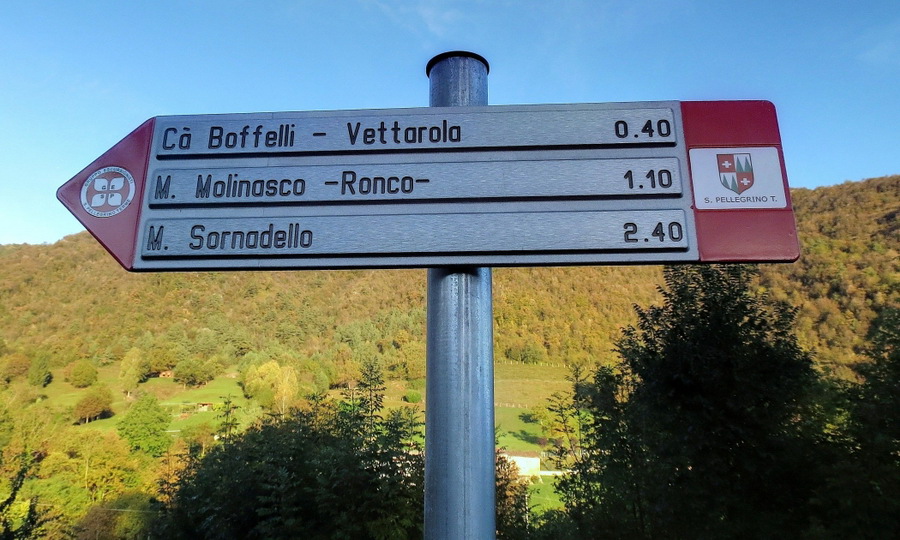 Cà Boffelli - Vettarola 0.40
M. Molinasco -Ronco- 1.10
M. Sornadello 2.40
S. PELLEGRINO T.